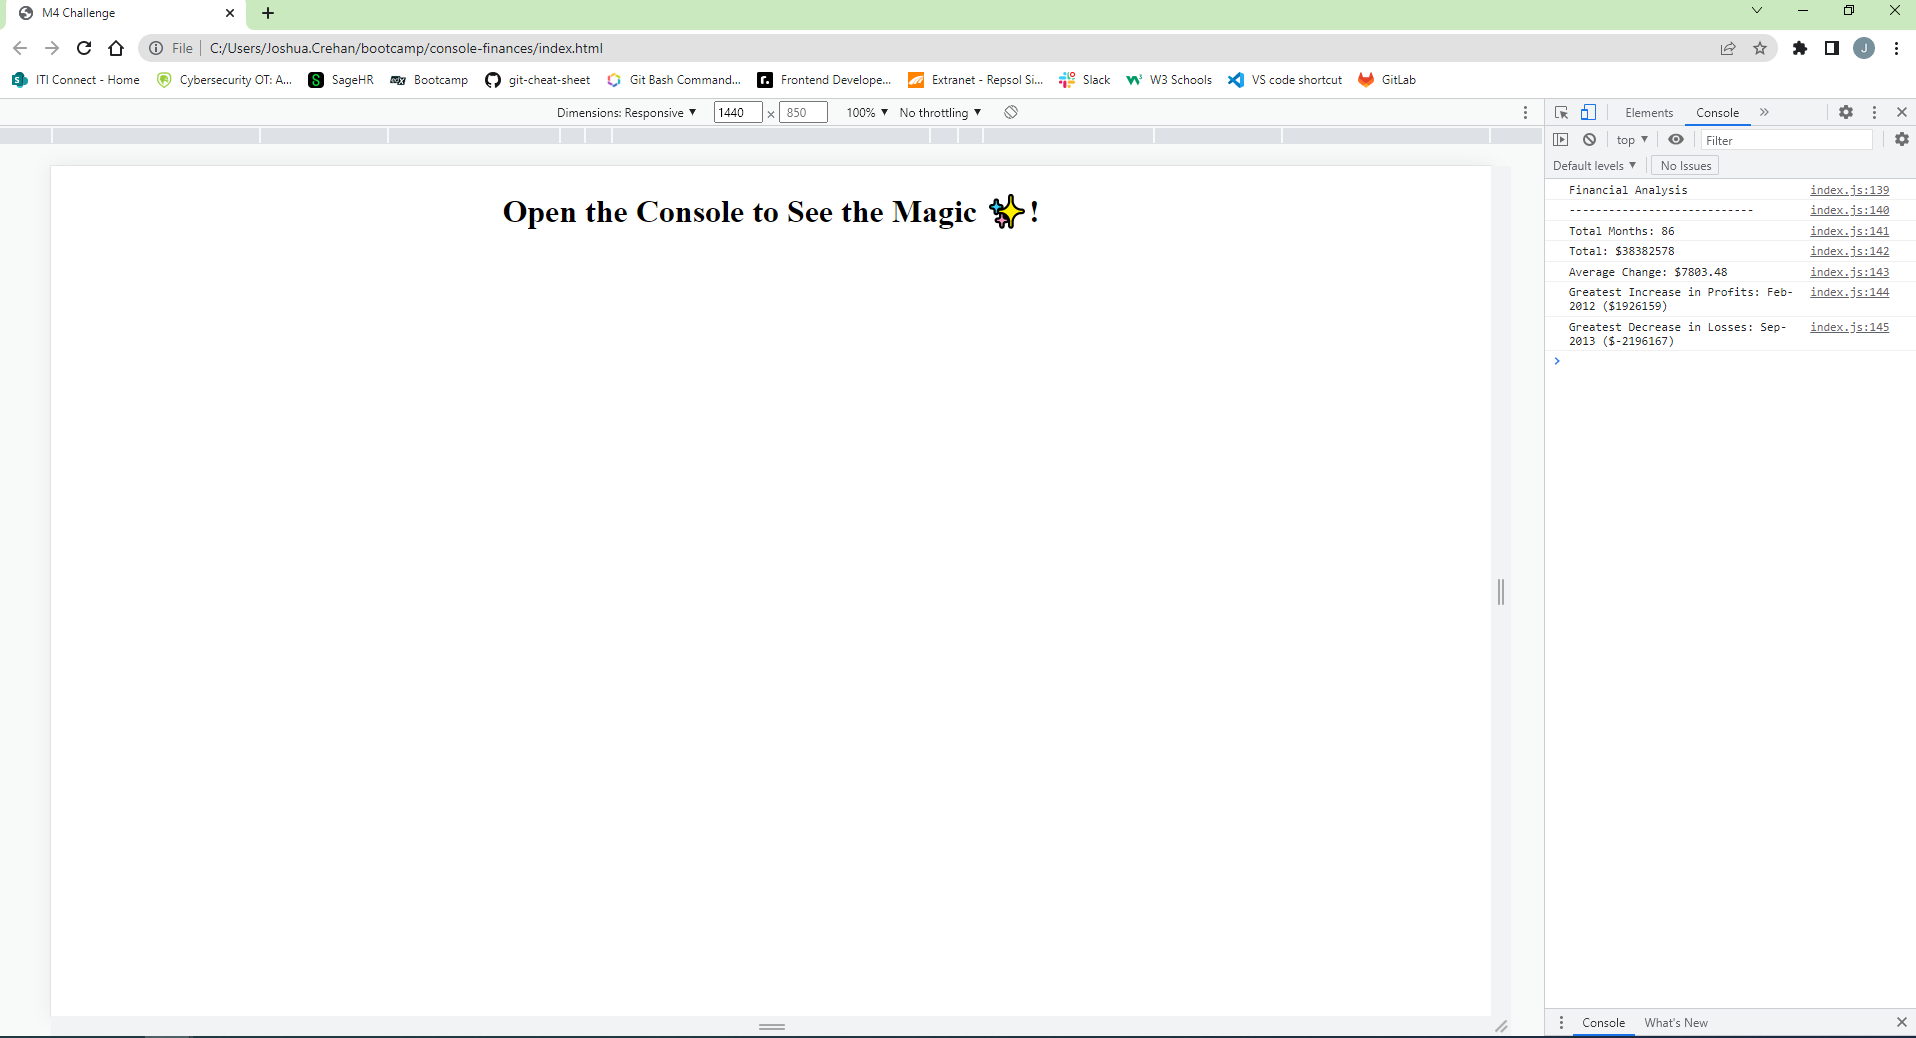 M4 Challenge
File C:/Users/Joshua.Crehan/bootcamp/console-finances/index.html
J
ITI Connect - Home Cybersecurity OT: A... SageHR Bootcamp git-cheat-sheet Git Bash Command... Frontend Develope... Extranet - Repsol Si... Slack W3 Schools VS code shortcut GitLab
Dimensions: Responsive ▼ 1440 × 850 100% ▼ No throttling ▼
Elements Console »
top ▼ Filter
Default levels ▼ No Issues
Open the Console to See the Magic ✨!
Financial Analysis index.js:139
---------------------------- index.js:140
Total Months: 86 index.js:141
Total: $38382578 index.js:142
Average Change: $7803.48 index.js:143
Greatest Increase in Profits: Feb- index.js:144
2012 ($1926159)
Greatest Decrease in Losses: Sep- index.js:145
2013 ($-2196167)
>
Console What's New